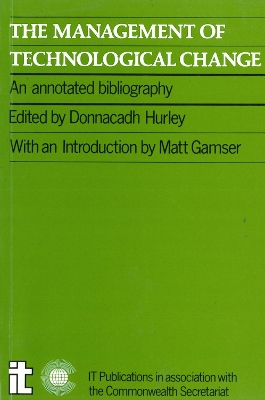 THE MANAGEMENT OF
TECHNOLOGICAL CHANGE
An annotated bibliography
Edited by Donnacadh Hurley
With an Introduction by Matt Gamser
it
IT Publications in association with
the Commonwealth Secretariat